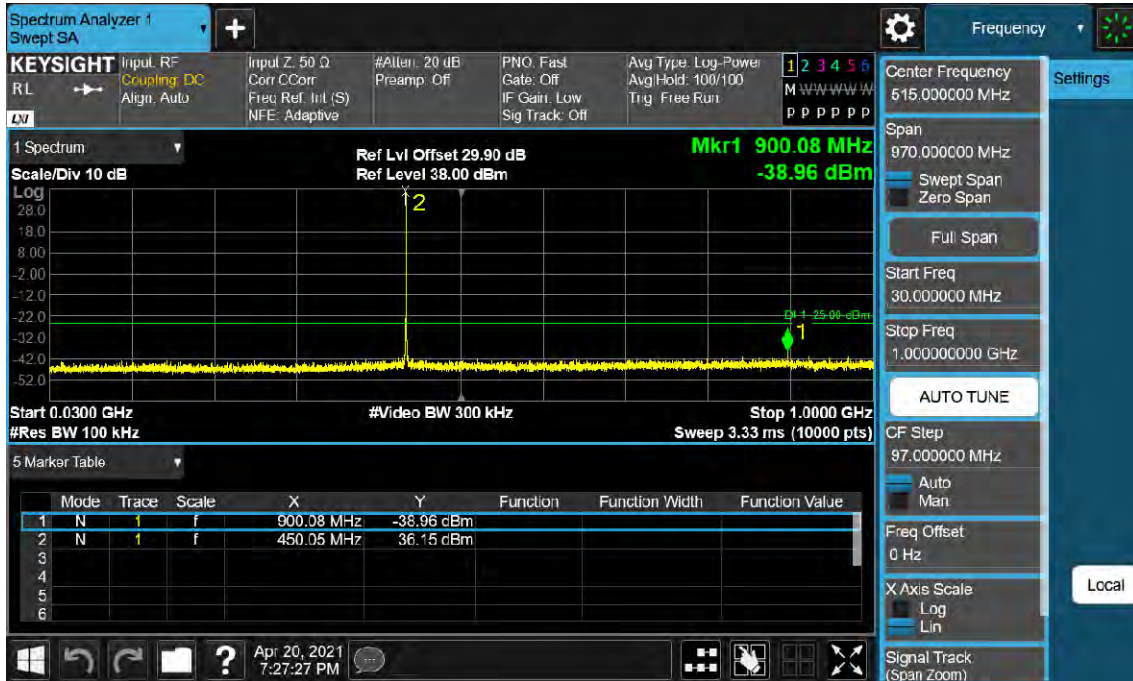 Spectrum Analyzer 1
Swept SA
+
Frequency
KEYSIGHT
RL
LXI
Input: RF
Coupling: DC
Align: Auto
Input Z: 50 Ω
Corr CCorr
Freq Ref: Int (S)
NFE: Adaptive
#Atten: 20 dB
Preamp: Off
PNO: Fast
Gate: Off
IF Gain: Low
Sig Track: Off
Avg Type: Log-Power
Avg|Hold: 100/100
Trig: Free Run
1 2 3 4 5 6
M W W W W W
P P P P P P
1 Spectrum
Scale/Div 10 dB
Ref Lvl Offset 29.90 dB
Ref Level 38.00 dBm
Mkr1 900.08 MHz
-38.96 dBm
Log
28.0
18.0
8.00
-2.00
-12.0
-22.0
-32.0
-42.0
-52.0
2
DL1 -25.00 dBm
1
Start 0.0300 GHz
#Video BW 300 kHz
Stop 1.0000 GHz
#Res BW 100 kHz
Sweep 3.33 ms (10000 pts)
5 Marker Table
Mode Trace Scale X Y Function Function Width Function Value
1 N 1 f 900.08 MHz -38.96 dBm
2 N 1 f 450.05 MHz 36.15 dBm
3
4
5
6
?
Apr 20, 2021
7:27:27 PM
Center Frequency
515.000000 MHz
Settings
Span
970.000000 MHz
Swept Span
Zero Span
Full Span
Start Freq
30.000000 MHz
Stop Freq
1.000000000 GHz
AUTO TUNE
CF Step
97.000000 MHz
Auto
Man
Freq Offset
0 Hz
X Axis Scale
Log
Lin
Local
Signal Track
(Span Zoom)